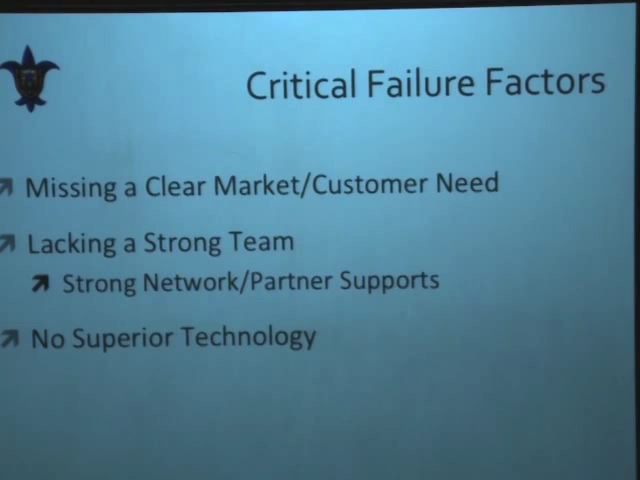 Critical Failure Factors
Missing a Clear Market/Customer Need
Lacking a Strong Team
Strong Network/Partner Supports
No Superior Technology